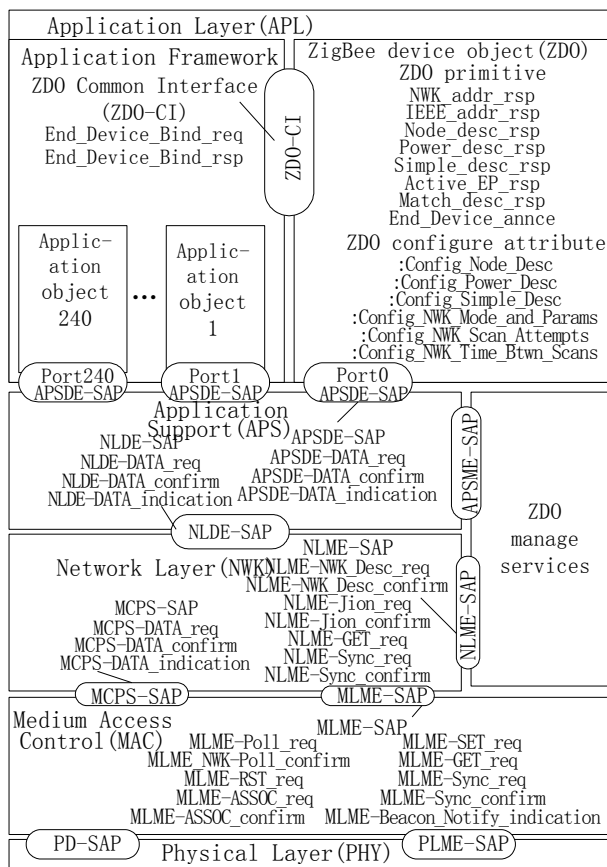 Application Layer(APL)
Application Framework
ZDO Common Interface
(ZDO-CI)
End_Device_Bind_req
End_Device_Bind_rsp
ZDO-CI
ZigBee device object(ZDO)
ZDO primitive
NWK_addr_rsp
IEEE_addr_rsp
Node_desc_rsp
Power_desc_rsp
Simple_desc_rsp
Active_EP_rsp
Match_desc_rsp
End_Device_annce
ZDO configure attribute
:Config_Node_Desc
:Config_Power_Desc
:Config_Simple_Desc
:Config_NWK_Mode_and_Params
:Config_NWK_Scan_Attempts
:Config_NWK_Time_Btwn_Scans
Applic-
ation
object
240
...
Applic-
ation
object
1
Port240
APSDE-SAP
Port1
APSDE-SAP
Port0
APSDE-SAP
Application
Support(APS)
NLDE-SAP
NLDE-DATA_req
NLDE-DATA_confirm
NLDE-DATA_indication
APSDE-SAP
APSDE-DATA_req
APSDE-DATA_confirm
APSDE-DATA_indication
APSME-SAP
ZDO
manage
services
NLDE-SAP
Network Layer(NWK)
NLME-SAP
NLME-NWK_Desc_req
NLME-NWK_Desc_confirm
NLME-Jion_req
NLME-Jion_confirm
NLME-GET_req
NLME-Sync_req
NLME-Sync_confirm
NLME-SAP
MCPS-SAP
MCPS-DATA_req
MCPS-DATA_confirm
MCPS-DATA_indication
MCPS-SAP
MLME-SAP
Medium Access
Control(MAC)
MLME-SAP
MLME-Poll_req
MLME_NWK-Poll_confirm
MLME-RST_req
MLME-ASSOC_req
MLME-ASSOC_confirm
MLME-SET_req
MLME-GET_req
MLME-Sync_req
MLME-Sync_confirm
MLME-Beacon_Notify_indication
PD-SAP
PLME-SAP
Physical Layer(PHY)